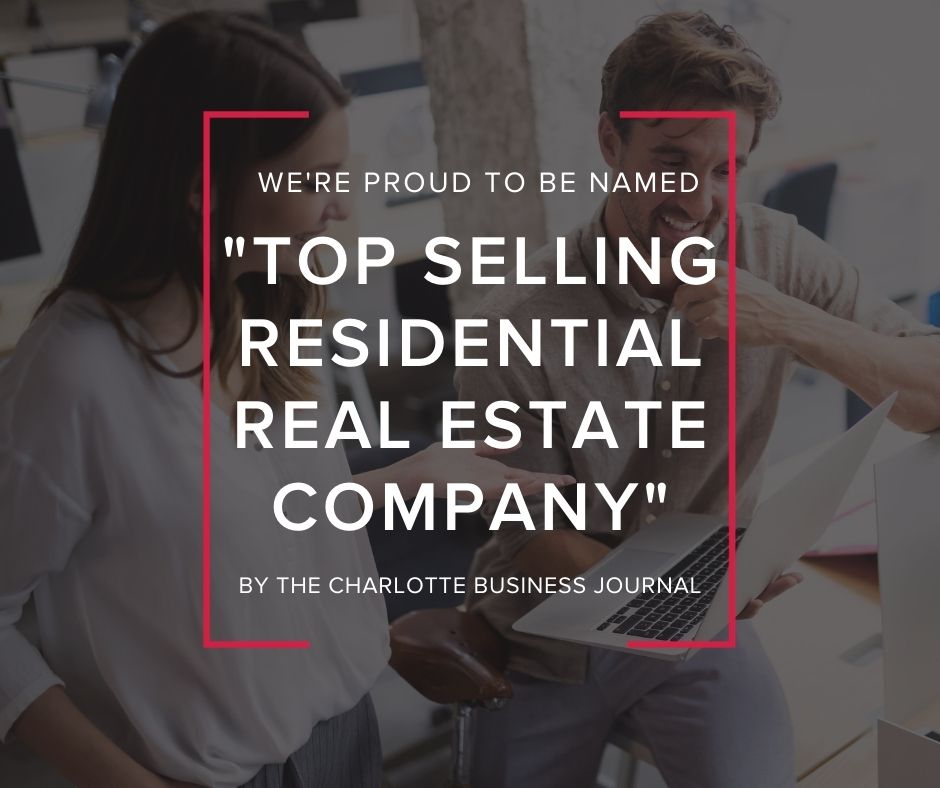 WE'RE PROUD TO BE NAMED
"TOP SELLING
RESIDENTIAL
REAL ESTATE
COMPANY"
BY THE CHARLOTTE BUSINESS JOURNAL